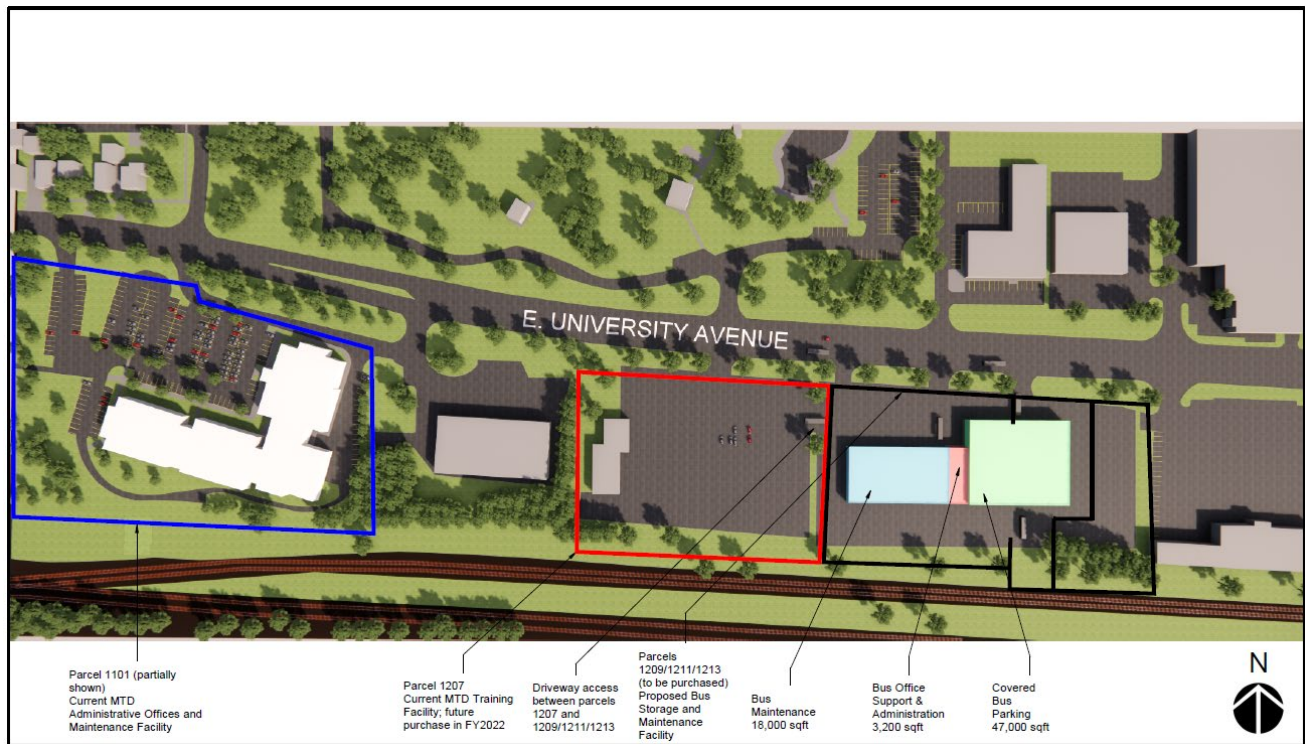 E. UNIVERSITY AVENUE
Parcel 1101 (partially
shown)
Current MTD
Administrative Offices and
Maintenance Facility
Parcel 1207
Current MTD Training
Facility; future
purchase in FY2022
Driveway access
between parcels
1207 and
1209/1211/1213
Parcels
1209/1211/1213
(to be purchased)
Proposed Bus
Storage and
Maintenance
Facility
Bus
Maintenance
18,000 sqft
Bus Office
Support &
Administration
3,200 sqft
Covered
Bus
Parking
47,000 sqft
N